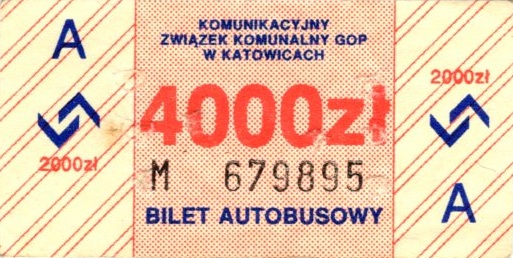 A
2000zł
KOMUNIKACYJNY
ZWIĄZEK KOMUNALNY GOP
W KATOWICACH
4000zł
M 679895
BILET AUTOBUSOWY
2000zł
A